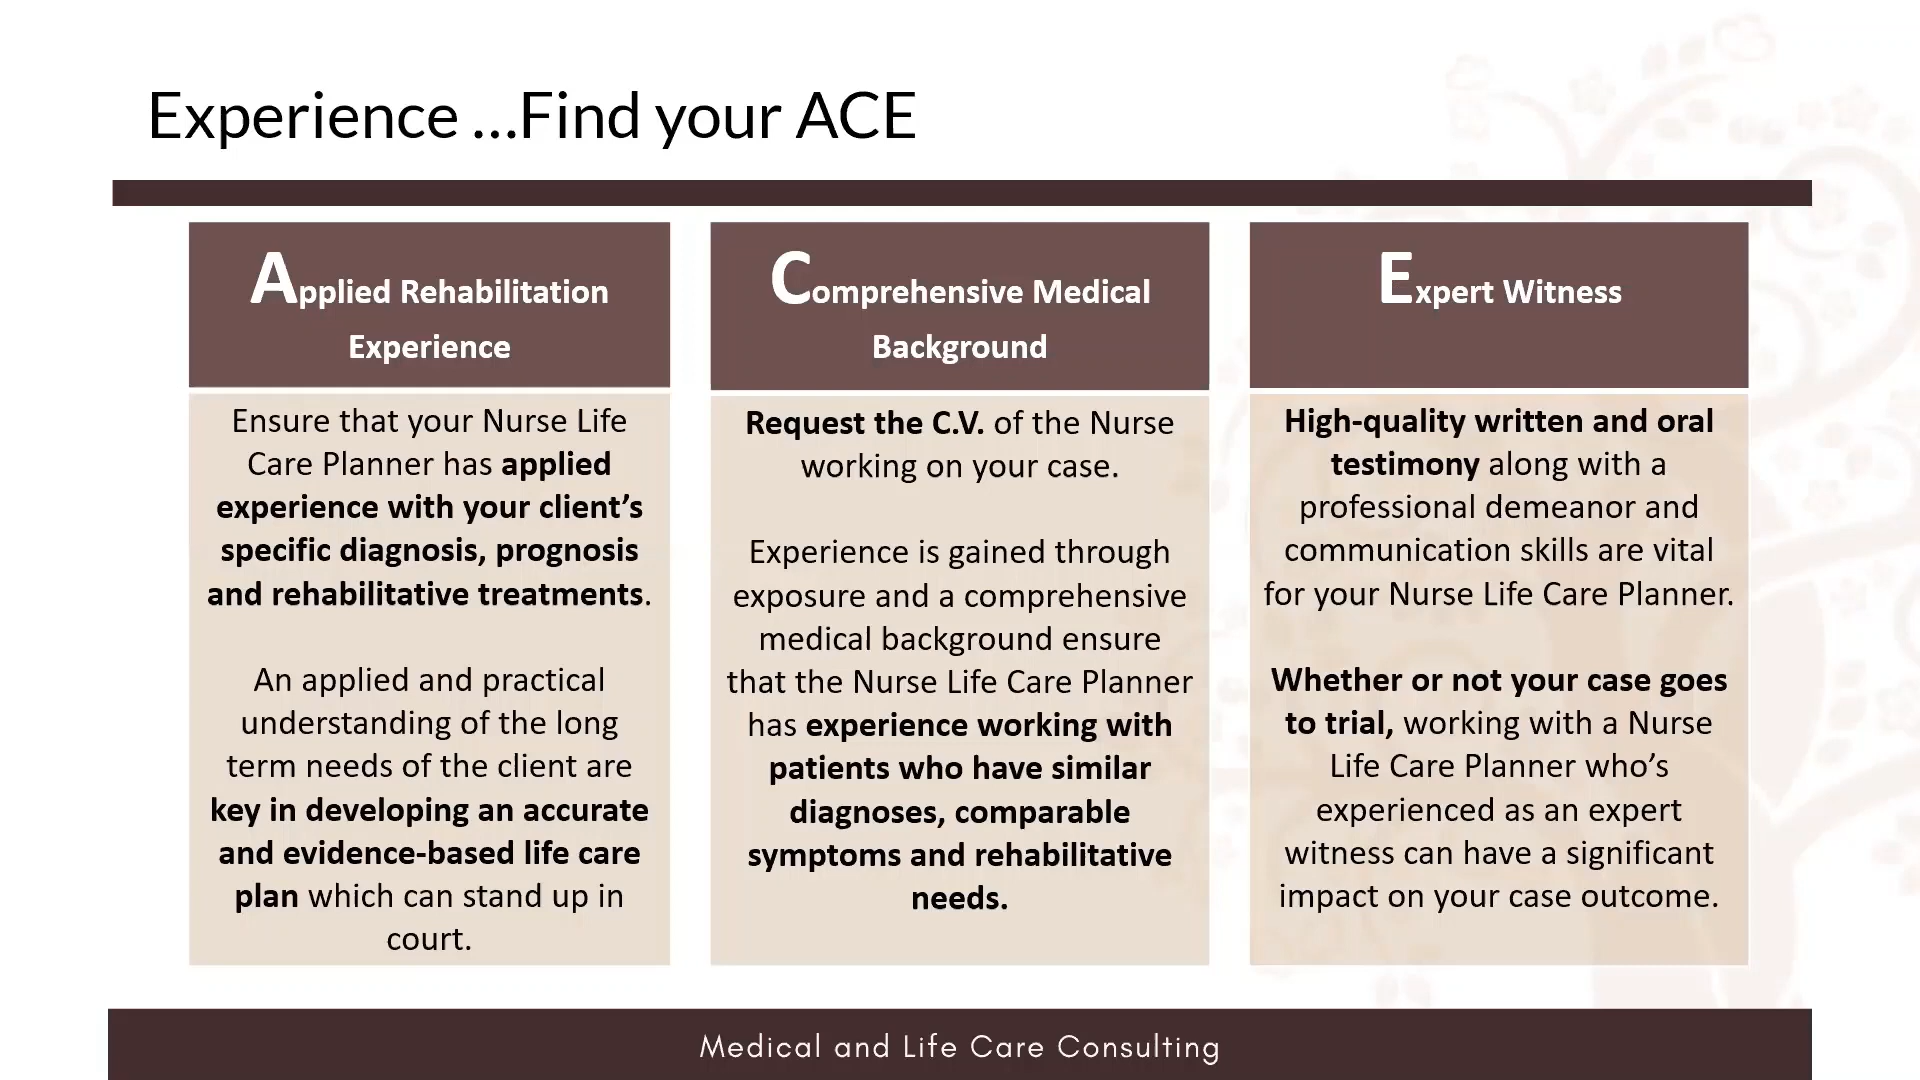 Experience ...Find your ACE
Applied Rehabilitation
Experience
Ensure that your Nurse Life
Care Planner has applied
experience with your client’s
specific diagnosis, prognosis
and rehabilitative treatments.
An applied and practical
understanding of the long
term needs of the client are
key in developing an accurate
and evidence-based life care
plan which can stand up in
court.
Comprehensive Medical
Background
Request the C.V. of the Nurse
working on your case.
Experience is gained through
exposure and a comprehensive
medical background ensure
that the Nurse Life Care Planner
has experience working with
patients who have similar
diagnoses, comparable
symptoms and rehabilitative
needs.
Expert Witness
High-quality written and oral
testimony along with a
professional demeanor and
communication skills are vital
for your Nurse Life Care Planner.
Whether or not your case goes
to trial, working with a Nurse
Life Care Planner who’s
experienced as an expert
witness can have a significant
impact on your case outcome.
Medical and Life Care Consulting